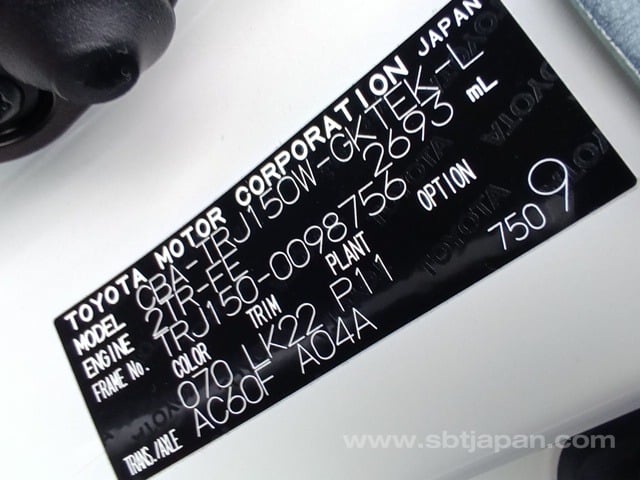 TOYOTA MOTOR CORPORATION JAPAN
MODEL CBA-TRJ150W-GKTEK-L
ENGINE 2TR-FE 2693 mL
FRAME No. TRJ150-0098756
COLOR TRIM PLANT OPTION
070 LK22 P11 750 9
TRANS./AXLE AC60F A04A
www.sbtjapan.com